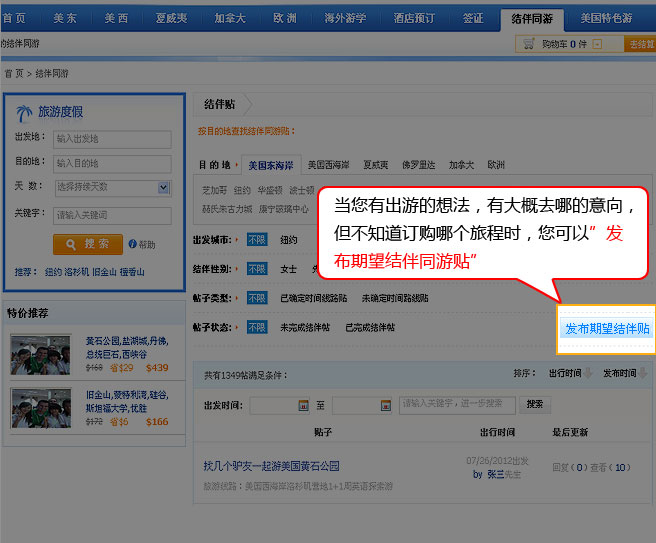 首 页 美 东 美 西 夏威夷 加拿大 欧 洲 海外游学 酒店预订 签证 结伴同游 美国特色游
的结伴同游 购物车 0 件 去结算
首 页 > 结伴同游
旅游度假
出发地： 输入出发地
目的地： 输入目的地
天 数： 选择持续天数
关键字： 请输入关键词
搜 索 帮助
推荐： 纽约 洛杉矶 旧金山 檀香山
特价推荐
黄石公园,盐湖城,丹佛,
总统巨石,西峡谷
$468 省$29 $439
旧金山,蒙特利湾,硅谷,
斯坦福大学,优胜
$172 省$6 $166
结伴贴
按目的地查找结伴同游贴：
目 的 地 美国东海岸 美国西海岸 夏威夷 佛罗里达 加拿大 欧洲
芝加哥 纽约 华盛顿 波士顿
赫氏朱古力城 康宁玻璃中心
出发城市： 不限 纽约
结伴性别： 不限 女士
帖子类型： 不限 已确定时间线路贴 未确定时间线路贴
帖子状态： 不限 未完成结伴帖 已完成结伴帖
当您有出游的想法，有大概去哪的意向，
但不知道订购哪个旅程时，您可以”发
布期望结伴同游贴”
发布期望结伴贴
共有1349帖满足条件： 排序： 出行时间 发布时间
出发时间： 至 请输入关键字，进一步搜索 搜索
贴子 出行时间 最后更新
找几个驴友一起游美国黄石公园 07/26/2012出发 回复(0)查看(10)
旅游线路：美国西海岸洛杉矶营地1+1周英语探索游 by 张兰先生